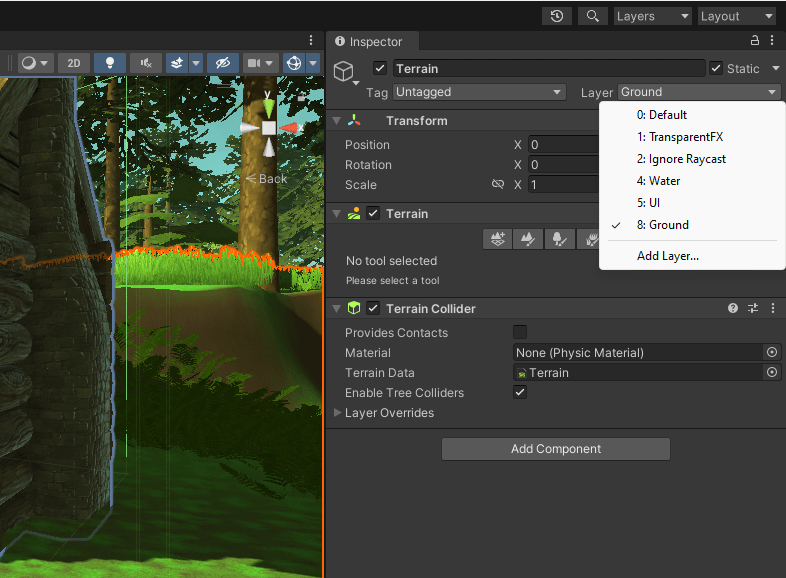 Layers
Layout
Inspector
2D
Terrain
Static
Tag Untagged
Layer Ground
0: Default
1: TransparentFX
2: Ignore Raycast
4: Water
5: UI
8: Ground
Add Layer...
Transform
Position X 0
Rotation X 0
Scale X 1
y
x
Back
Terrain
No tool selected
Please select a tool
Terrain Collider
Provides Contacts
Material None (Physic Material)
Terrain Data Terrain
Enable Tree Colliders
Layer Overrides
Add Component